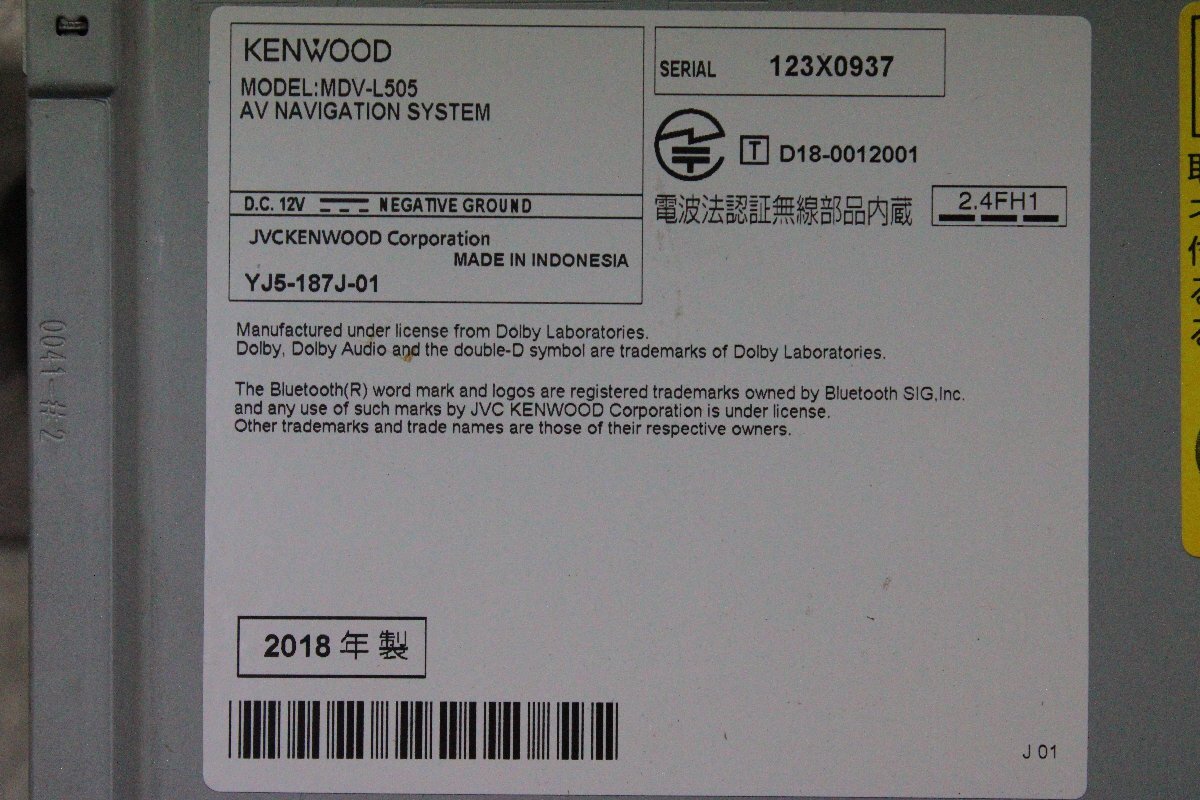 KENWOOD
MODEL:MDV-L505
AV NAVIGATION SYSTEM
D.C. 12V NEGATIVE GROUND
JVCKENWOOD Corporation
MADE IN INDONESIA
YJ5-187J-01
SERIAL 123X0937
T D18-0012001
電波法認証無線部品内蔵 2.4FH1
Manufactured under license from Dolby Laboratories.
Dolby, Dolby Audio and the double-D symbol are trademarks of Dolby Laboratories.
The Bluetooth(R) word mark and logos are registered trademarks owned by Bluetooth SIG,Inc.
and any use of such marks by JVC KENWOOD Corporation is under license.
Other trademarks and trade names are those of their respective owners.
2018 年 製
J 01
0041-#2